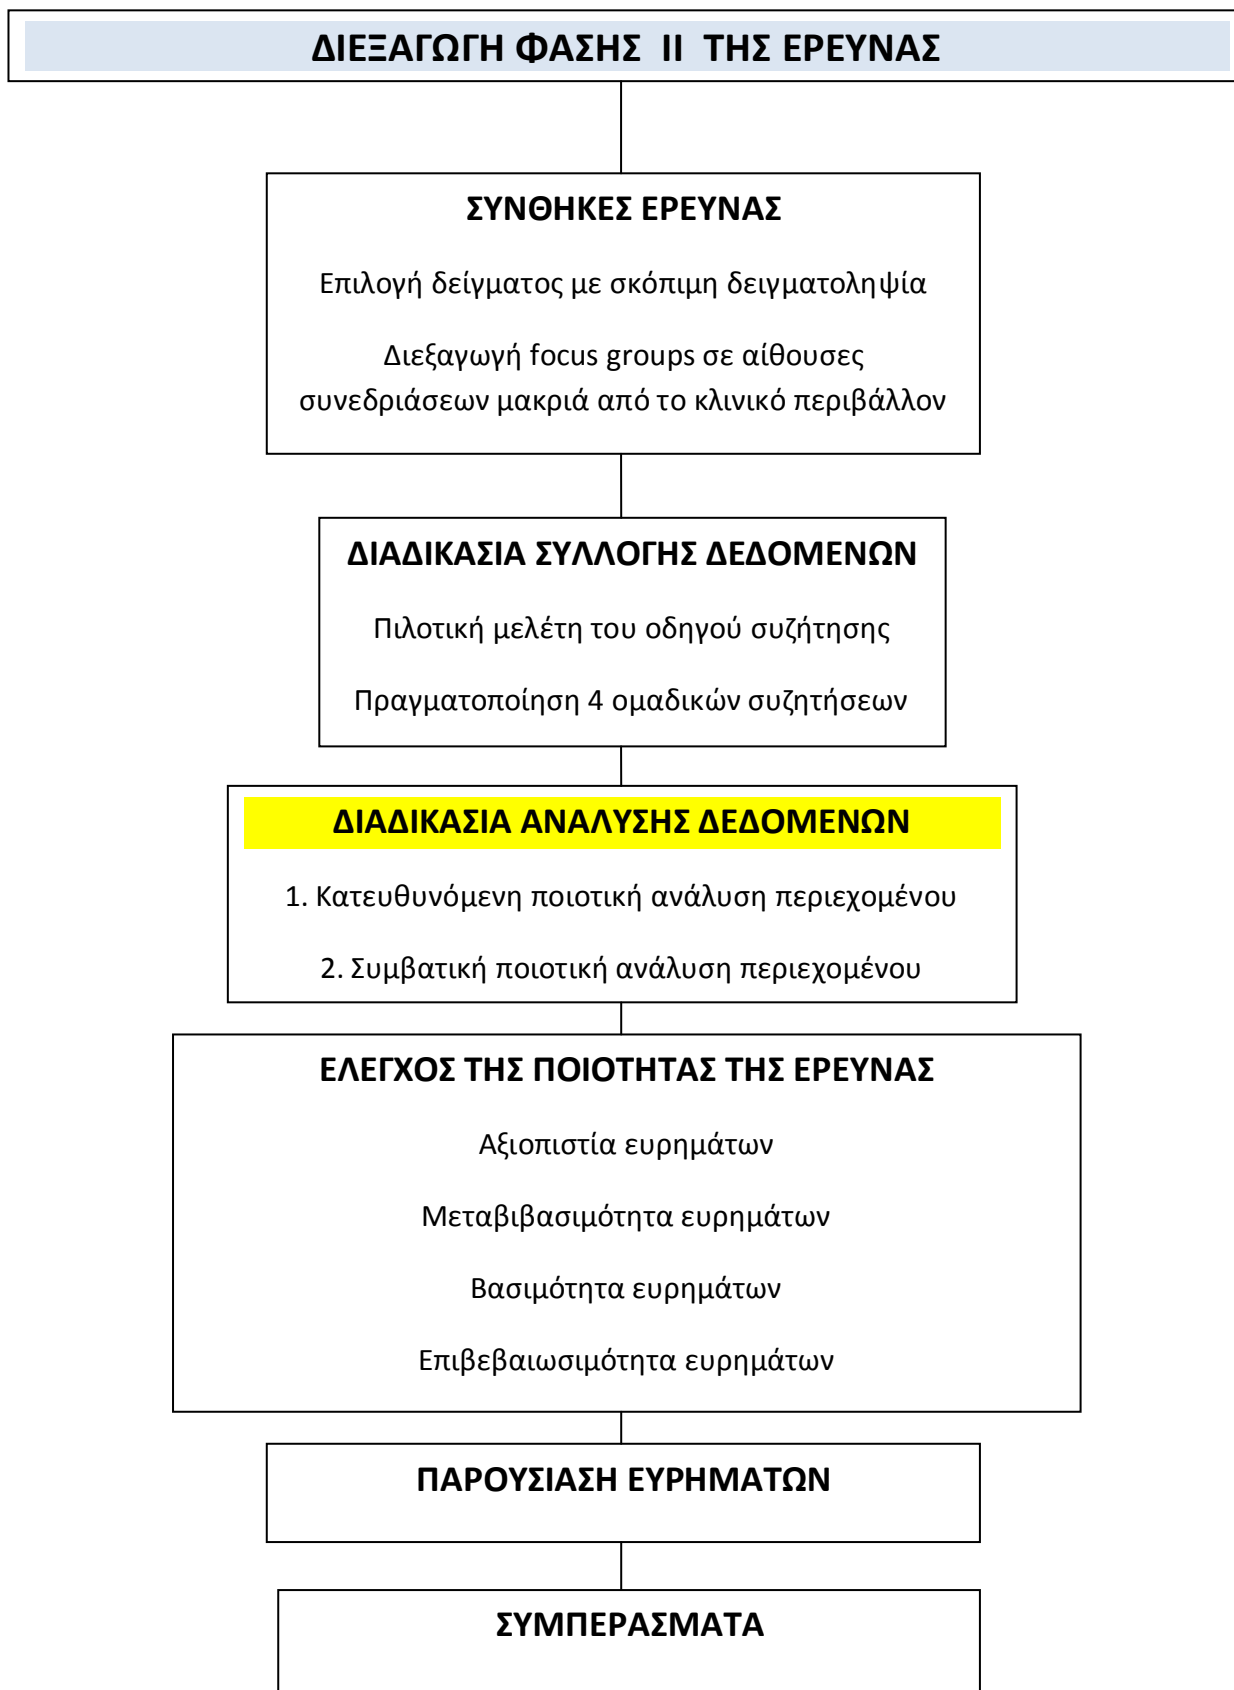 ΔΙΕΞΑΓΩΓΗ ΦΑΣΗΣ II ΤΗΣ ΕΡΕΥΝΑΣ
ΣΥΝΘΗΚΕΣ ΕΡΕΥΝΑΣ
Επιλογή δείγματος με σκόπιμη δειγματοληψία
Διεξαγωγή focus groups σε αίθουσες
συνεδριάσεων μακριά από το κλινικό περιβάλλον
ΔΙΑΔΙΚΑΣΙΑ ΣΥΛΛΟΓΗΣ ΔΕΔΟΜΕΝΩΝ
Πιλοτική μελέτη του οδηγού συζήτησης
Πραγματοποίηση 4 ομαδικών συζητήσεων
ΔΙΑΔΙΚΑΣΙΑ ΑΝΑΛΥΣΗΣ ΔΕΔΟΜΕΝΩΝ
1. Κατευθυνόμενη ποιοτική ανάλυση περιεχομένου
2. Συμβατική ποιοτική ανάλυση περιεχομένου
ΕΛΕΓΧΟΣ ΤΗΣ ΠΟΙΟΤΗΤΑΣ ΤΗΣ ΕΡΕΥΝΑΣ
Αξιοπιστία ευρημάτων
Μεταβιβασιμότητα ευρημάτων
Βασιμότητα ευρημάτων
Επιβεβαιωσιμότητα ευρημάτων
ΠΑΡΟΥΣΙΑΣΗ ΕΥΡΗΜΑΤΩΝ
ΣΥΜΠΕΡΑΣΜΑΤΑ